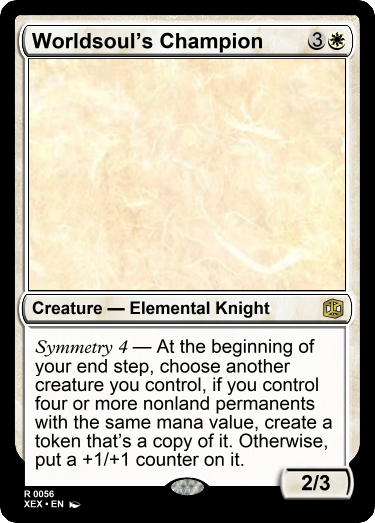 Worldsoul's Champion 3
Creature — Elemental Knight
Symmetry 4 — At the beginning of
your end step, choose another
creature you control, if you control
four or more nonland permanents
with the same mana value, create a
token that's a copy of it. Otherwise,
put a +1/+1 counter on it.
2/3
R 0056
XEX • EN